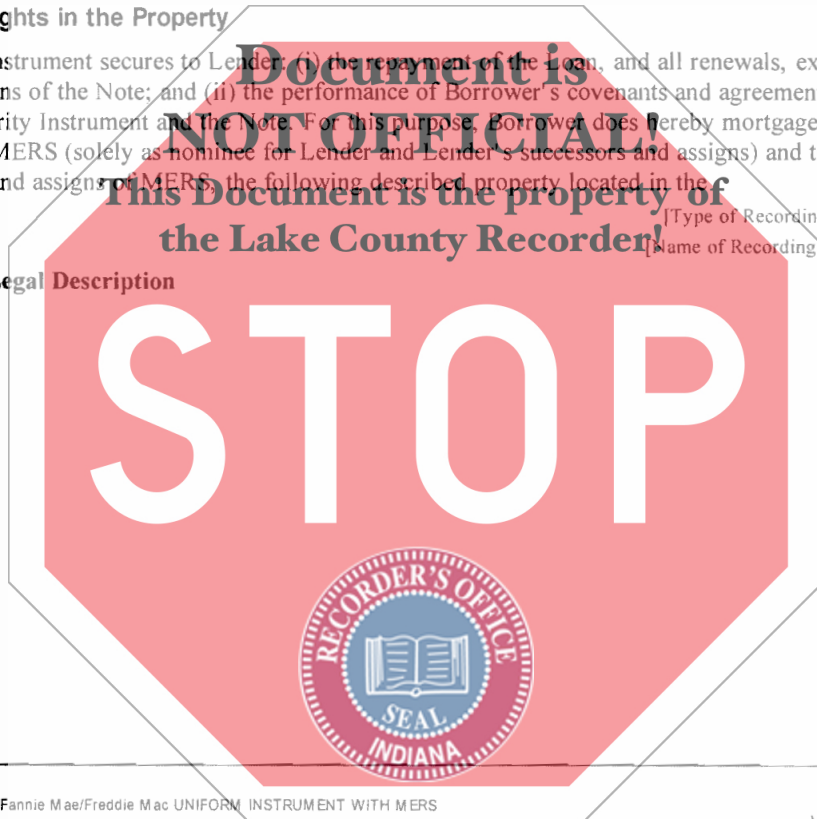 ghts in the Property
Document is
strument secures to Lender: (i) the repayment of the Loan, and all renewals, ex
ns of the Note; and (ii) the performance of Borrower's covenants and agreemen
NOT OFFICIAL!
rity Instrument and the Note. For this purpose, Borrower does hereby mortgage
MERS (solely as nominee for Lender and Lender's successors and assigns) and t
nd assigns of MERS, the following described property located in the
This Document is the property of
[Type of Recordin
the Lake County Recorder!
[Name of Recording
egal Description
STOP
RECORDER'S OFFICE
SEAL
INDIANA
Fannie Mae/Freddie Mac UNIFORM INSTRUMENT WITH MERS